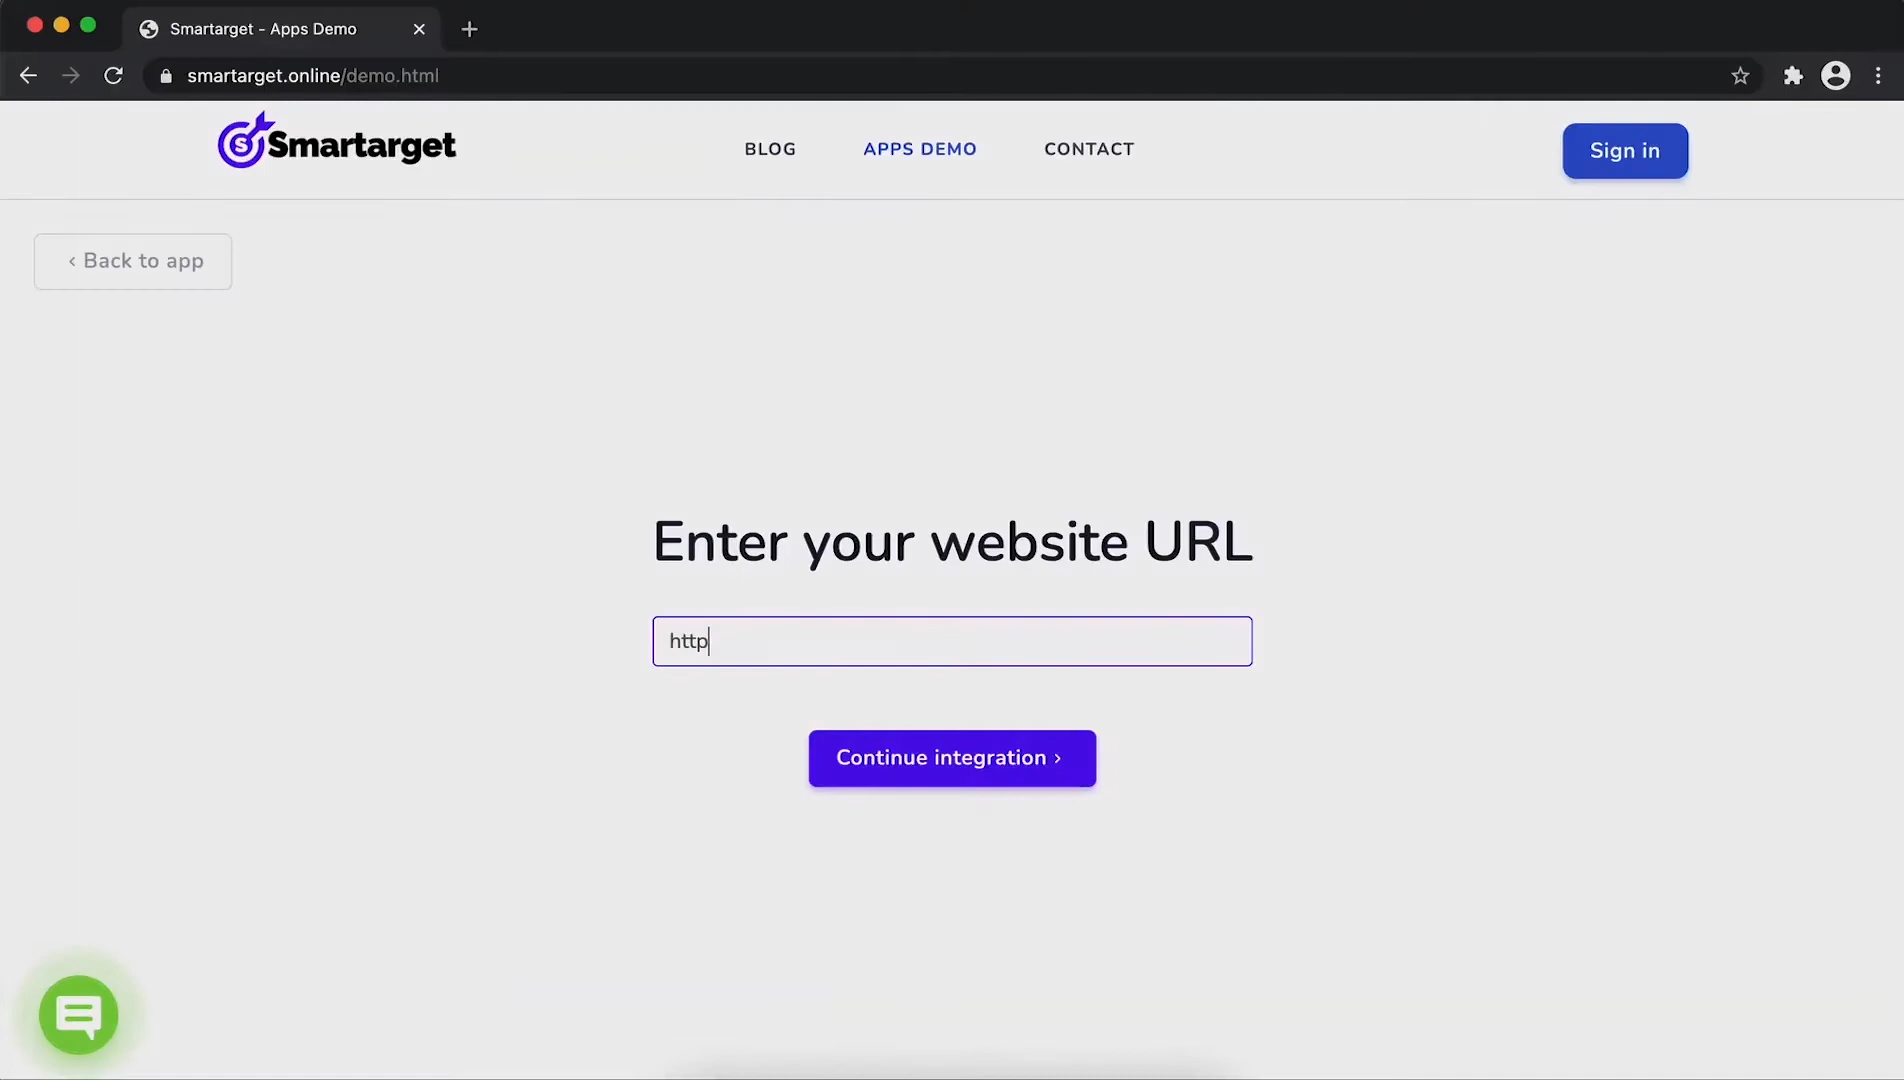 Smartarget - Apps Demo
smartarget.online/demo.html
Smartarget
BLOG
APPS DEMO
CONTACT
Sign in
‹ Back to app
Enter your website URL
http
Continue integration ›